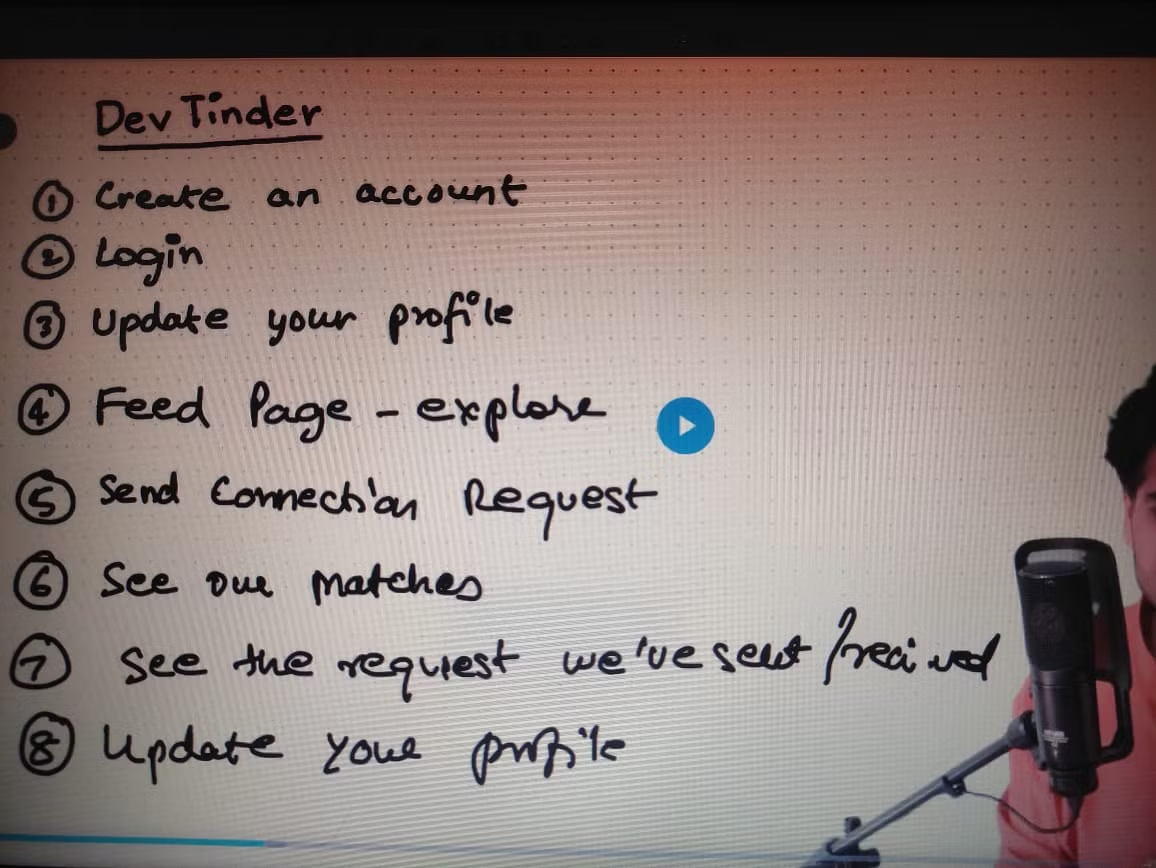 Dev Tinder
① Create an account
② Login
③ Update your profile
④ Feed Page - explore
⑤ Send Connection Request
⑥ See our matches
⑦ See the request we've sent/recived
⑧ Update your profile